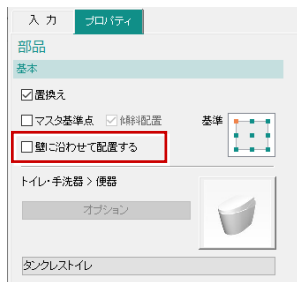 入 力 プロパティ
部品
基本
置換え
マスタ基準点 傾斜配置 基準
壁に沿わせて配置する
トイレ・手洗器 > 便器
オプション
タンクレストイレ